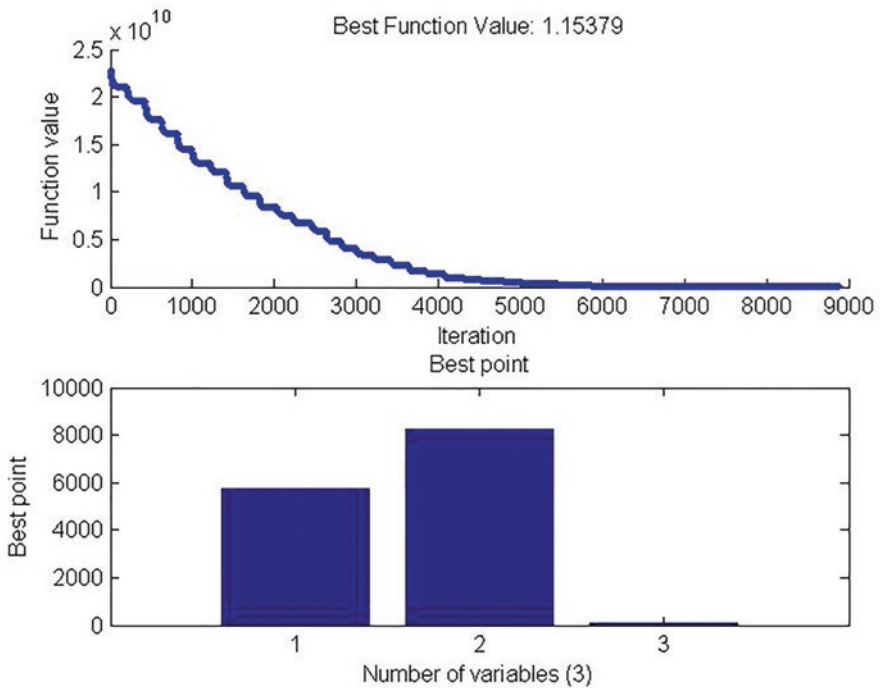 x 10^10
Best Function Value: 1.15379
2.5
2
1.5
1
0.5
0
Function value
0 1000 2000 3000 4000 5000 6000 7000 8000 9000
Iteration
Best point
10000
8000
6000
4000
2000
0
Best point
1 2 3
Number of variables (3)